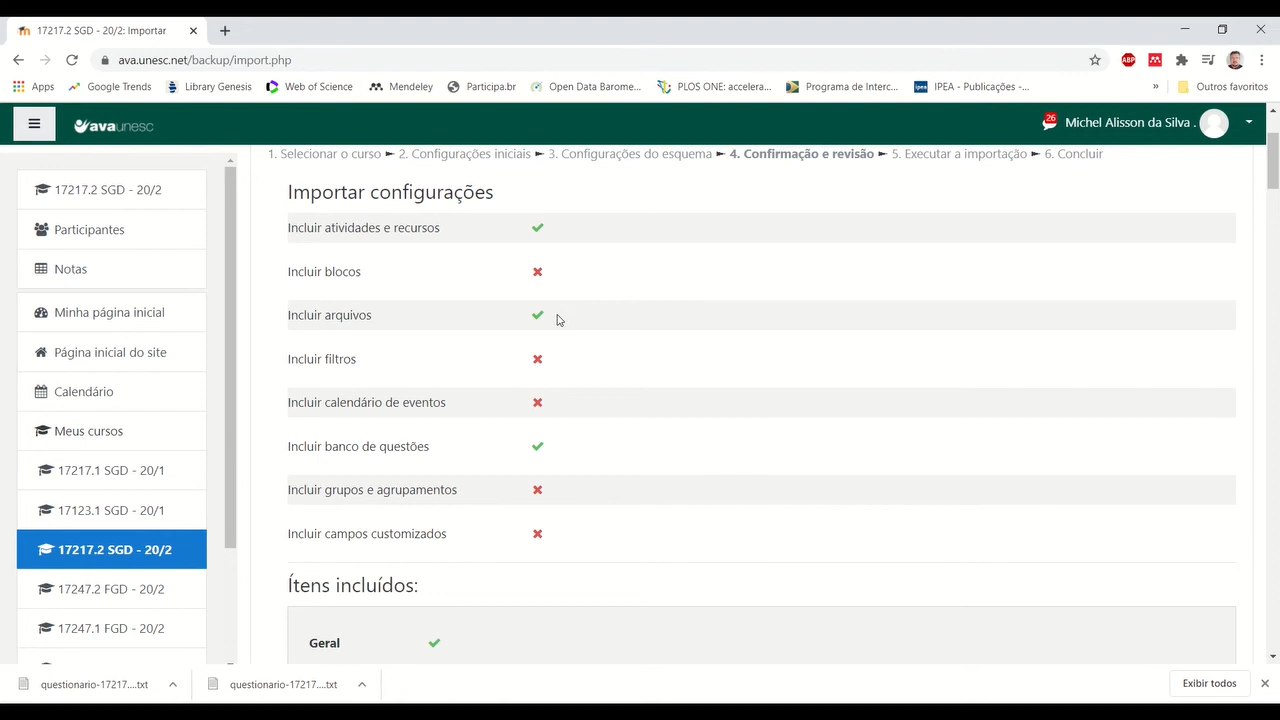 17217.2 SGD - 20/2: Importar
ava.unesc.net/backup/import.php
ABP
Apps
Google Trends
Library Genesis
Web of Science
Mendeley
Participa.br
Open Data Barome...
PLOS ONE: accelera...
Programa de Interc...
ipea
IPEA - Publicações -...
»
Outros favoritos
avaunesc
26
Michel Alisson da Silva .
1. Selecionar o curso ► 2. Configurações iniciais ► 3. Configurações do esquema ► 4. Confirmação e revisão ► 5. Executar a importação ► 6. Concluir
17217.2 SGD - 20/2
Participantes
Notas
Minha página inicial
Página inicial do site
Calendário
Meus cursos
17217.1 SGD - 20/1
17123.1 SGD - 20/1
17217.2 SGD - 20/2
17247.2 FGD - 20/2
17247.1 FGD - 20/2
Importar configurações
Incluir atividades e recursos
Incluir blocos
Incluir arquivos
Incluir filtros
Incluir calendário de eventos
Incluir banco de questões
Incluir grupos e agrupamentos
Incluir campos customizados
Ítens incluídos:
Geral
questionario-17217....txt
questionario-17217....txt
Exibir todos